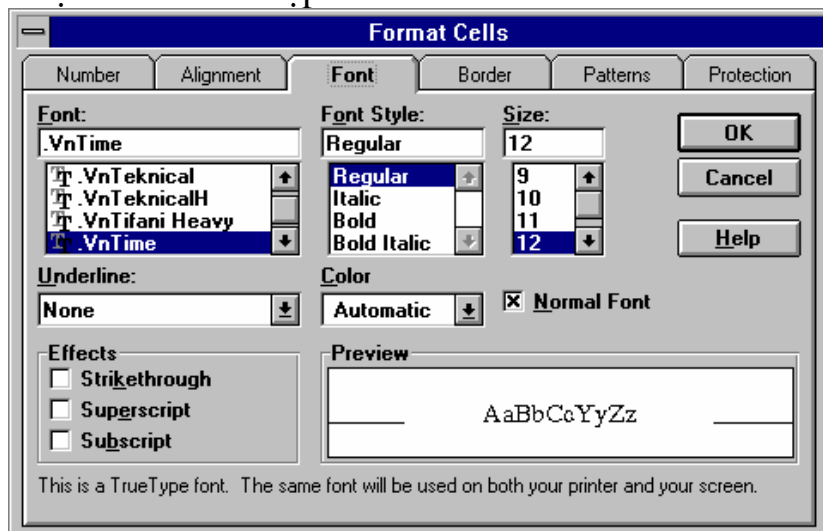 Format Cells
Number Alignment Font Border Patterns Protection
Font: Font Style: Size:
.VnTime Regular 12 OK
.VnTeknical Regular 9 Cancel
.VnTeknicalH Italic 10
.VnTifani Heavy Bold 11
.VnTime Bold Italic 12 Help
Underline: Color
None Automatic Normal Font
Effects Preview
Strikethrough
Superscript AaBbCcYyZz
Subscript
This is a TrueType font. The same font will be used on both your printer and your screen.